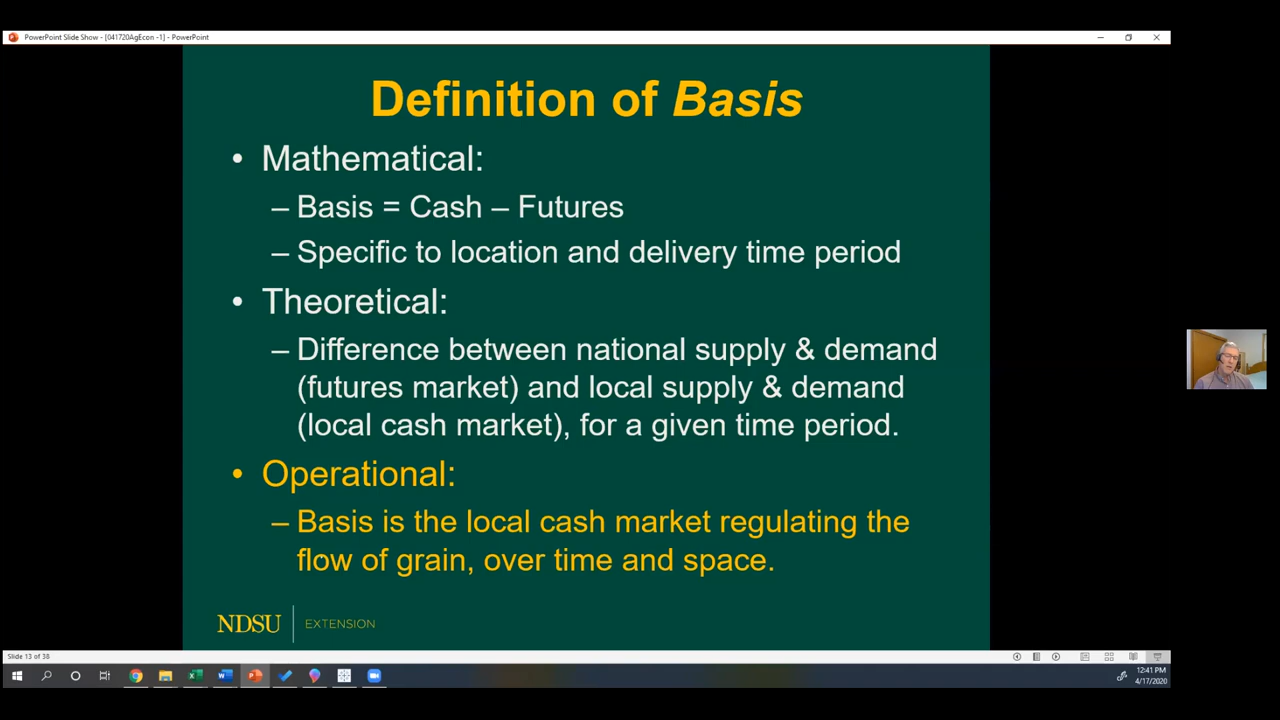 PowerPoint Slide Show - [041720AgEcon -1] - PowerPoint
Definition of Basis
• Mathematical:
– Basis = Cash – Futures
– Specific to location and delivery time period
• Theoretical:
– Difference between national supply & demand
(futures market) and local supply & demand
(local cash market), for a given time period.
• Operational:
– Basis is the local cash market regulating the
flow of grain, over time and space.
NDSU EXTENSION
Slide 13 of 38
12:41 PM
4/17/2020